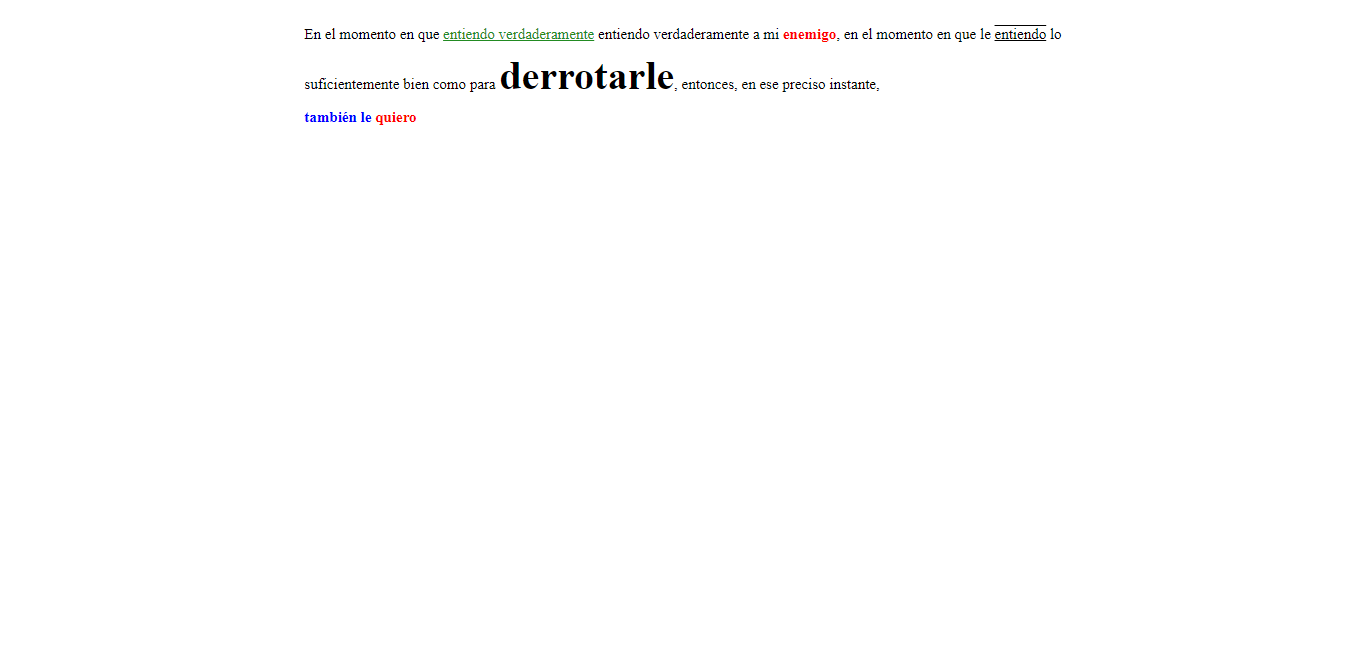 En el momento en que entiendo verdaderamente entiendo verdaderamente a mi enemigo, en el momento en que le entiendo lo
suficientemente bien como para derrotarle, entonces, en ese preciso instante,
también le quiero